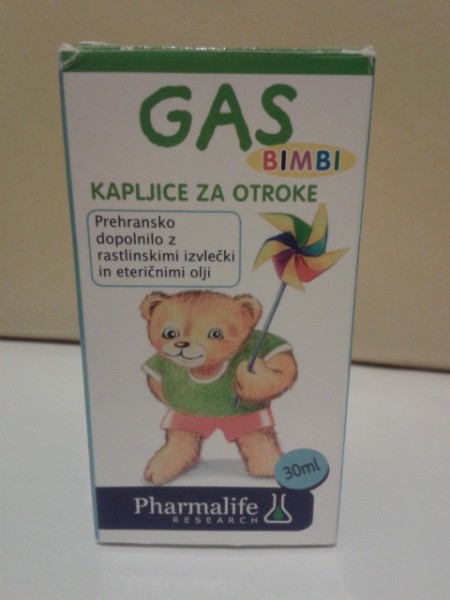 GAS
BIMBI
KAPLJICE ZA OTROKE
Prehransko
dopolnilo z
rastlinskimi izvlečki
in eteričnimi olji
30ml
Pharmalife
RESEARCH